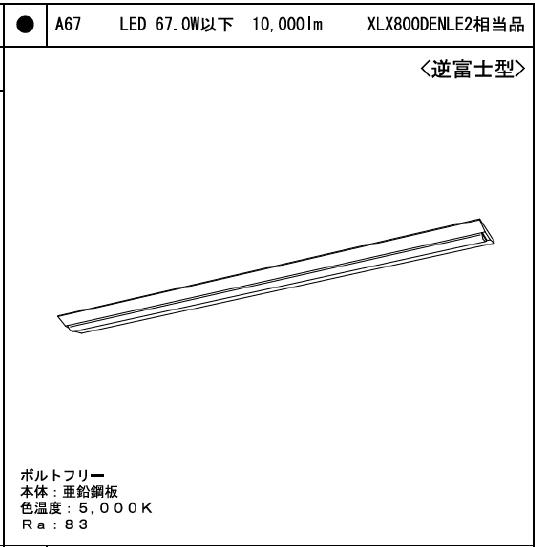 ● A67 LED 67.0W以下 10,000lm XLX800DENLE2相当品
<逆富士型>
ボルトフリー
本体：亜鉛鋼板
色温度：5,000K
Ra：83